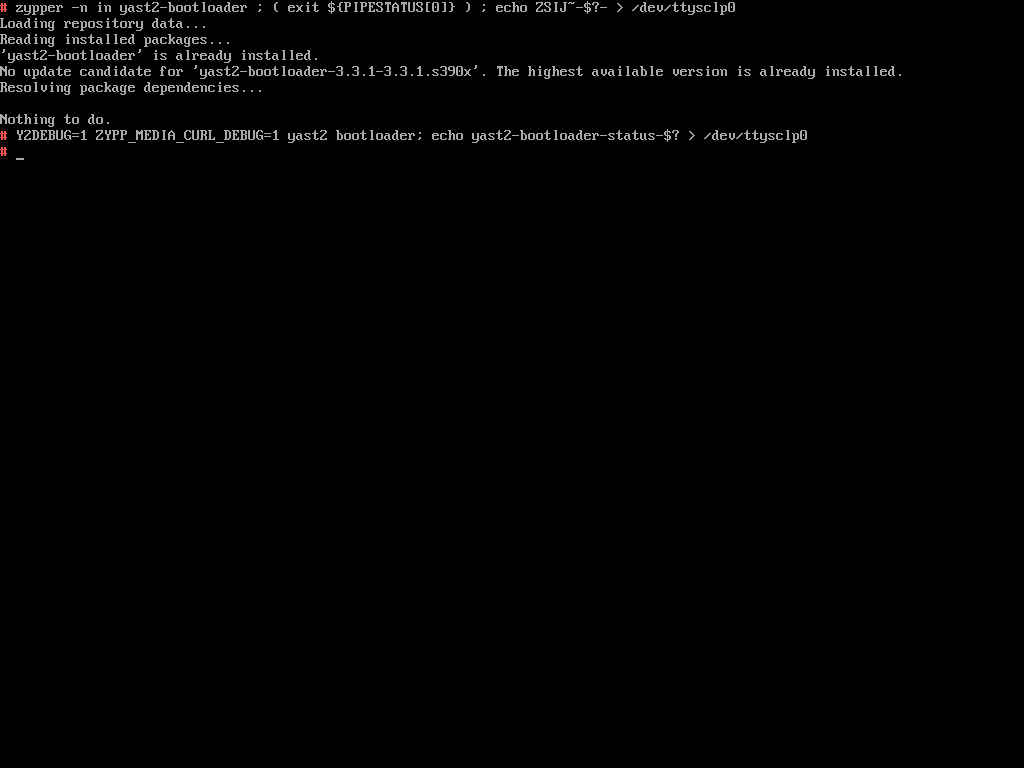 # zypper -n in yast2-bootloader ; ( exit ${PIPESTATUS[0]} ) ; echo ZSIJ~-$?- > /dev/ttysclp0
Loading repository data...
Reading installed packages...
'yast2-bootloader' is already installed.
No update candidate for 'yast2-bootloader-3.3.1-3.3.1.s390x'. The highest available version is already installed.
Resolving package dependencies...
Nothing to do.
# Y2DEBUG=1 ZYPP_MEDIA_CURL_DEBUG=1 yast2 bootloader; echo yast2-bootloader-status-$? > /dev/ttysclp0
# _